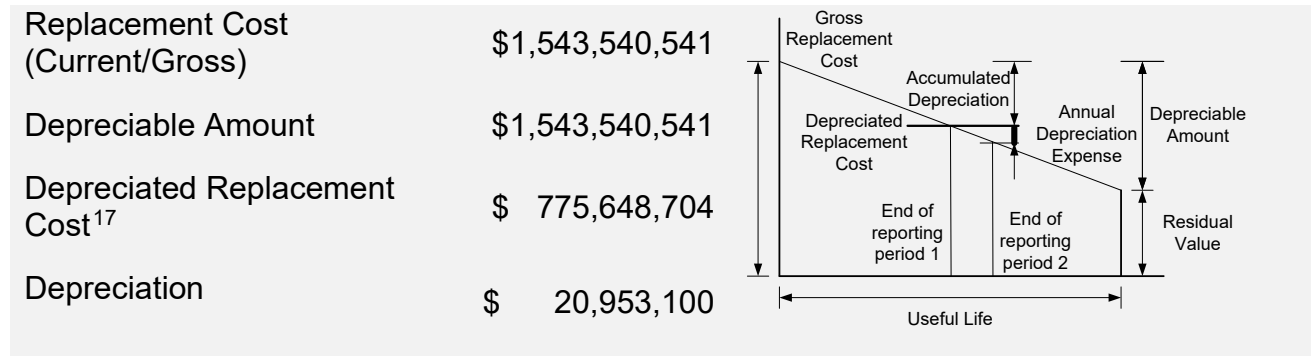 Replacement Cost
(Current/Gross)
$1,543,540,541
Depreciable Amount
$1,543,540,541
Depreciated Replacement
Cost17
$ 775,648,704
Depreciation
$ 20,953,100
Gross
Replacement
Cost
Accumulated
Depreciation
Depreciated
Replacement
Cost
Annual
Depreciation
Expense
Depreciable
Amount
End of
reporting
period 1
End of
reporting
period 2
Residual
Value
Useful Life